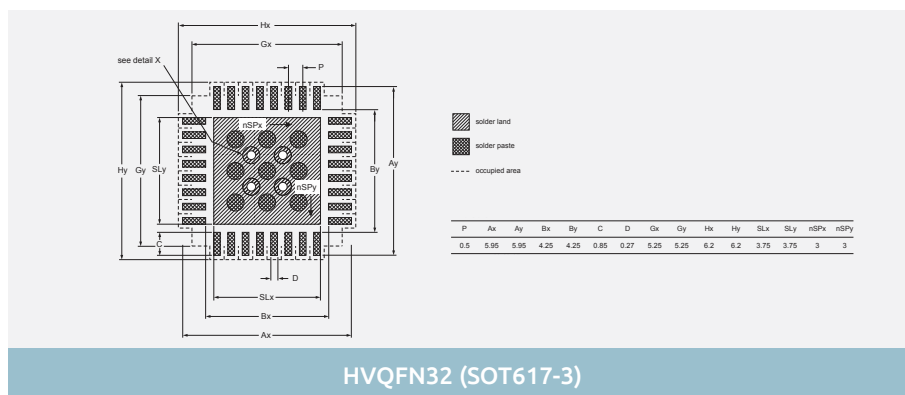 Hx
Gx
see detail X
P
nSPx
Hy Gy SLy
nSPy
By Ay
C
D
SLx
Bx
Ax
solder land
solder paste
occupied area
P Ax Ay Bx By C D Gx Gy Hx Hy SLx SLy nSPx nSPy
0.5 5.95 5.95 4.25 4.25 0.85 0.27 5.25 5.25 6.2 6.2 3.75 3.75 3 3
HVQFN32 (SOT617-3)